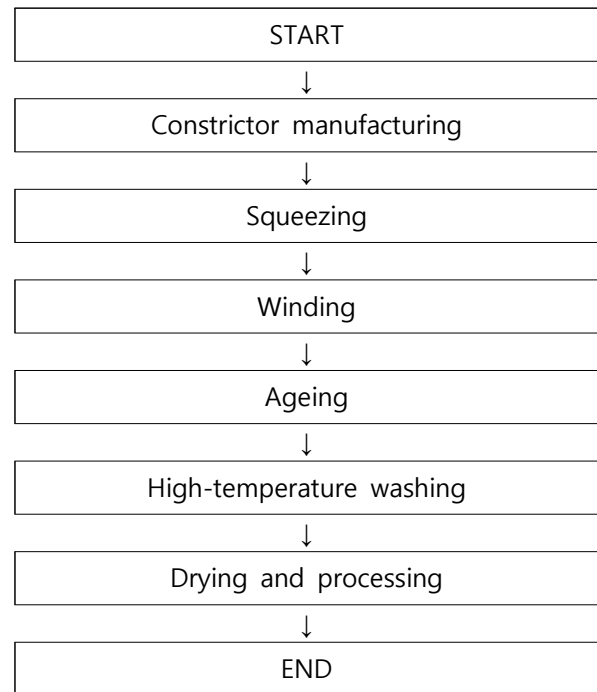 START
↓
Constrictor manufacturing
↓
Squeezing
↓
Winding
↓
Ageing
↓
High-temperature washing
↓
Drying and processing
↓
END